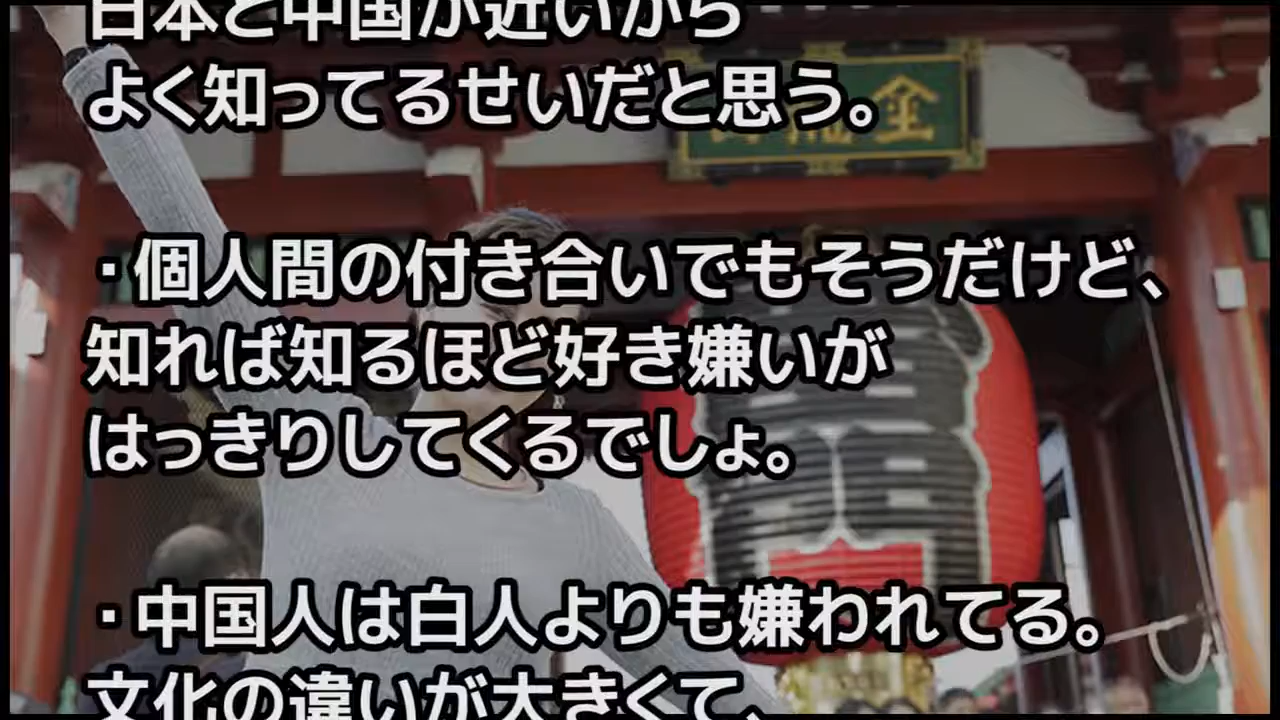 日本と中国が近いから
よく知ってるせいだと思う。
・個人間の付き合いでもそうだけど、
知れば知るほど好き嫌いが
はっきりしてくるでしょ。
・中国人は白人よりも嫌われてる。
文化の違いが大きくて、